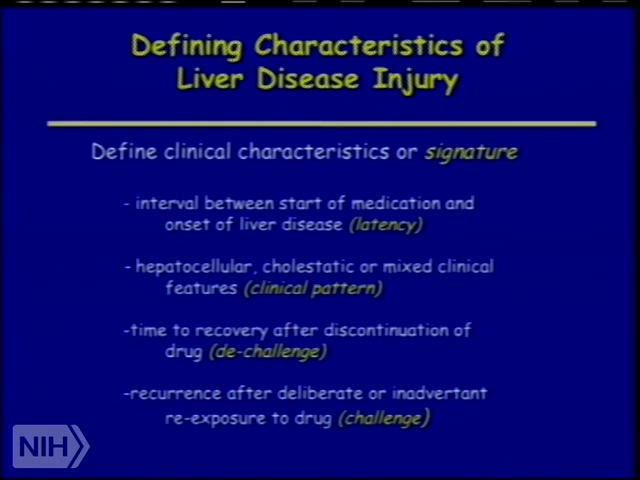 Defining Characteristics of
Liver Disease Injury
Define clinical characteristics or signature
- interval between start of medication and
onset of liver disease (latency)
- hepatocellular, cholestatic or mixed clinical
features (clinical pattern)
-time to recovery after discontinuation of
drug (de-challenge)
-recurrence after deliberate or inadvertant
re-exposure to drug (challenge)
NIH